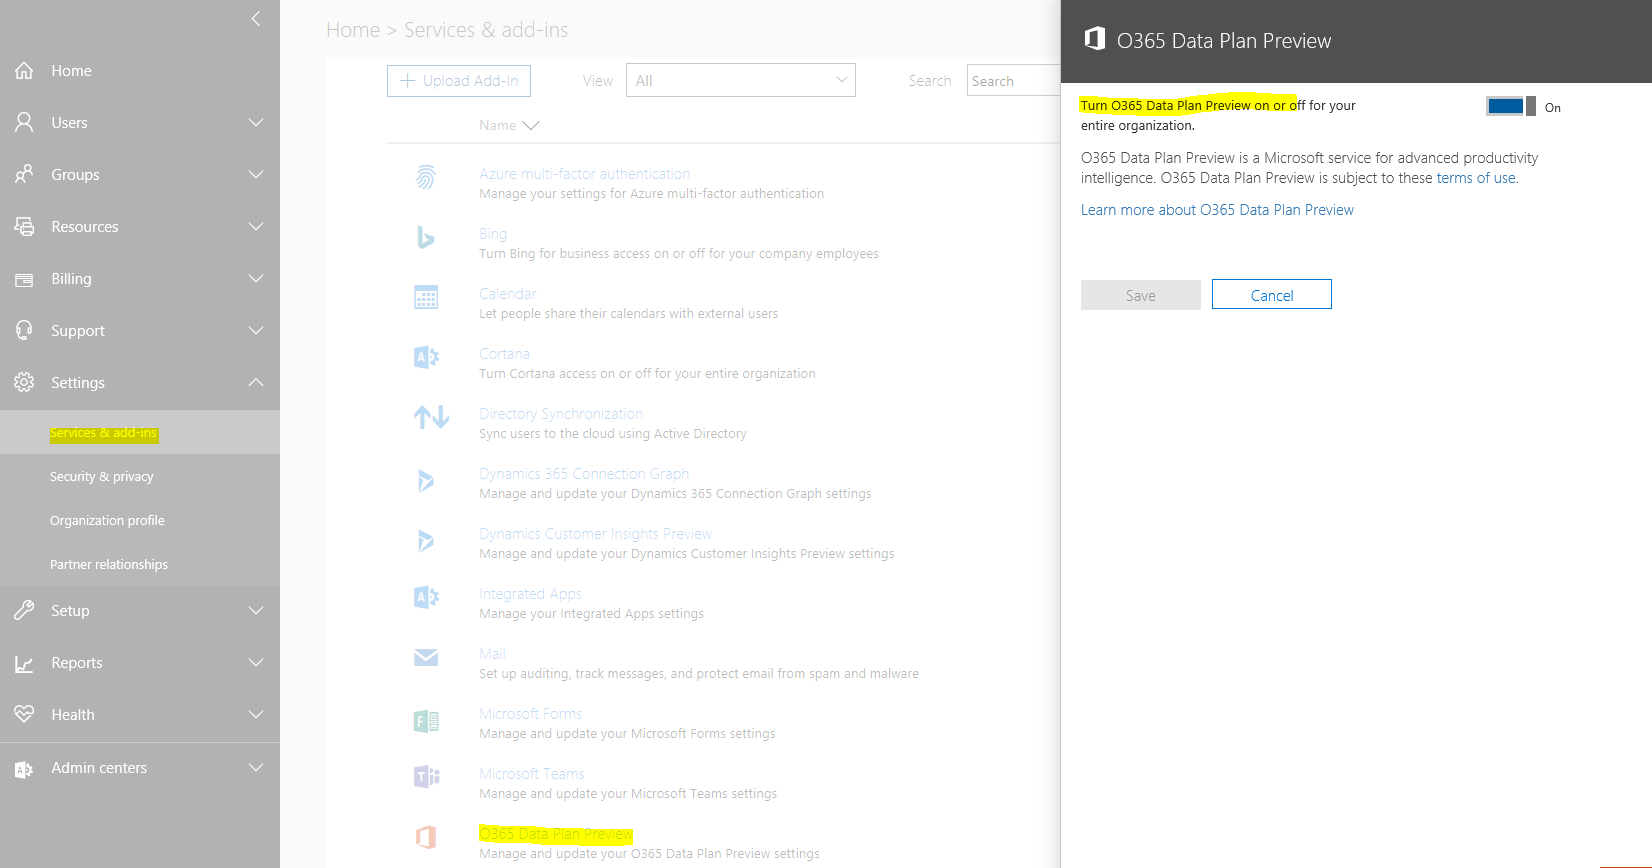 Home
Users
Groups
Resources
Billing
Support
Settings
Services & add-ins
Security & privacy
Organization profile
Partner relationships
Setup
Reports
Health
Admin centers
Home > Services & add-ins
Upload Add-In
View
All
Search
Search
Name
Azure multi-factor authentication
Manage your settings for Azure multi-factor authentication
Bing
Turn Bing for business access on or off for your company employees
Calendar
Let people share their calendars with external users
Cortana
Turn Cortana access on or off for your entire organization
Directory Synchronization
Sync users to the cloud using Active Directory
Dynamics 365 Connection Graph
Manage and update your Dynamics 365 Connection Graph settings
Dynamics Customer Insights Preview
Manage and update your Dynamics Customer Insights Preview settings
Integrated Apps
Manage your Integrated Apps settings
Mail
Set up auditing, track messages, and protect email from spam and malware
Microsoft Forms
Manage and update your Microsoft Forms settings
Microsoft Teams
Manage and update your Microsoft Teams settings
O365 Data Plan Preview
Manage and update your O365 Data Plan Preview settings
O365 Data Plan Preview
Turn O365 Data Plan Preview on or off for your
entire organization.
On
O365 Data Plan Preview is a Microsoft service for advanced productivity
intelligence. O365 Data Plan Preview is subject to these terms of use.
Learn more about O365 Data Plan Preview
Save
Cancel